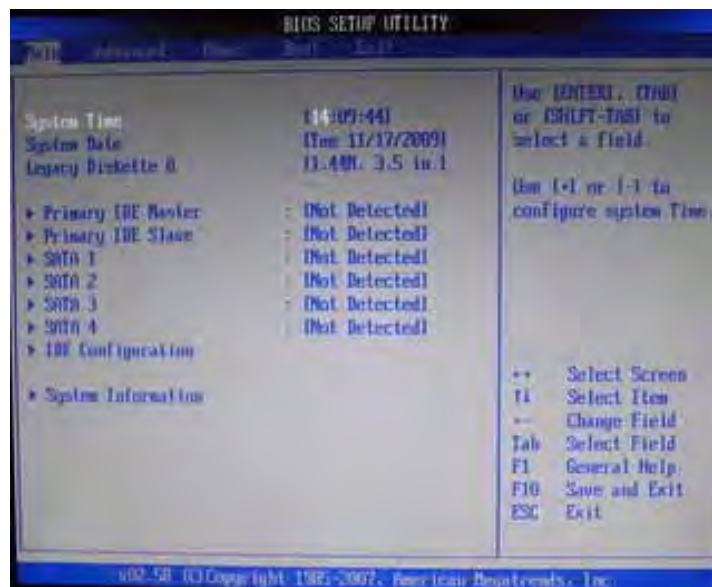 BIOS SETUP UTILITY
Main Advanced Power Boot Exit
System Time [14:09:44]
System Date [Tue 11/17/2009]
Legacy Diskette A [1.44M, 3.5 in.]
▶ Primary IDE Master : [Not Detected]
▶ Primary IDE Slave : [Not Detected]
▶ SATA 1 : [Not Detected]
▶ SATA 2 : [Not Detected]
▶ SATA 3 : [Not Detected]
▶ SATA 4 : [Not Detected]
▶ IDE Configuration
▶ System Information
Use [ENTER], [TAB]
or [SHIFT-TAB] to
select a field.
Use [+] or [-] to
configure system Time.
←→ Select Screen
↑↓ Select Item
+- Change Field
Tab Select Field
F1 General Help
F10 Save and Exit
ESC Exit
v02.58 (C)Copyright 1985-2007, American Megatrends, Inc.